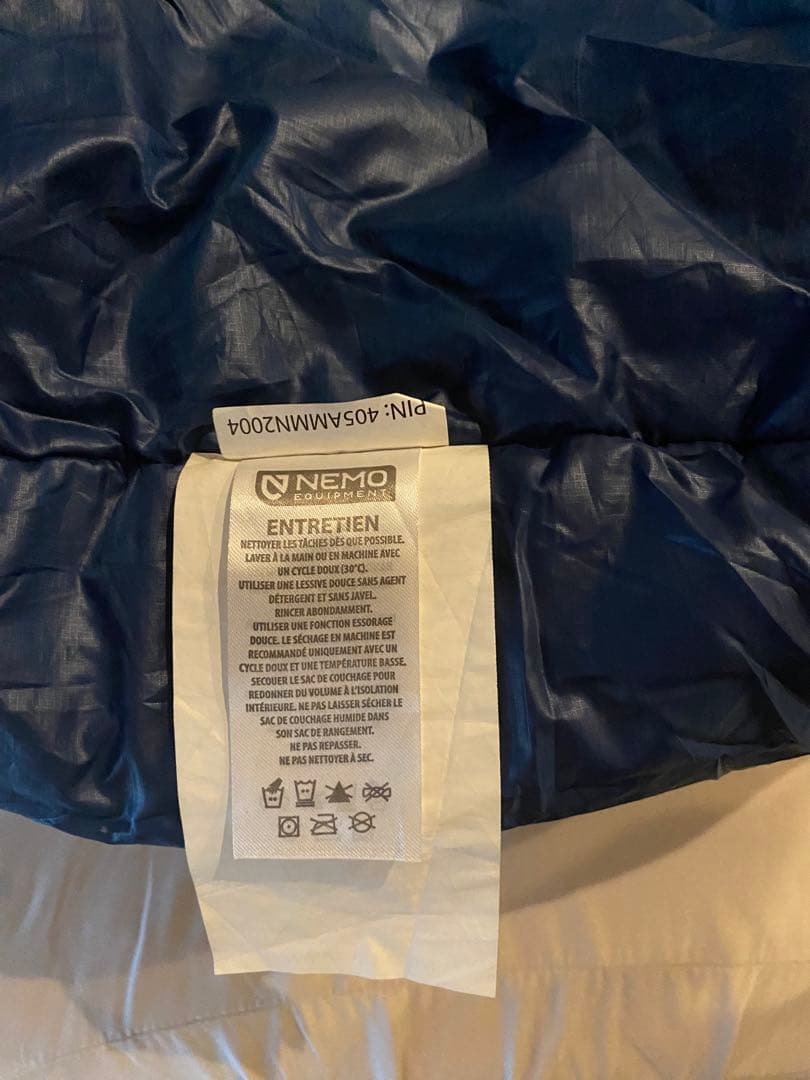 PIN: 405AMMN2004
NEMO
EQUIPMENT
ENTRETIEN
NETTOYER LES TÂCHES DÈS QUE POSSIBLE.
LAVER À LA MAIN OU EN MACHINE AVEC
UN CYCLE DOUX (30°C).
UTILISER UNE LESSIVE DOUCE SANS AGENT
DÉTERGENT ET SANS JAVEL.
RINCER ABONDAMMENT.
UTILISER UNE FONCTION ESSORAGE
DOUCE. LE SÉCHAGE EN MACHINE EST
RECOMMANDÉ UNIQUEMENT AVEC UN
CYCLE DOUX ET UNE TEMPÉRATURE BASSE.
SECOUER LE SAC DE COUCHAGE POUR
REDONNER DU VOLUME À L'ISOLATION
INTÉRIEURE. NE PAS LAISSER SÉCHER LE
SAC DE COUCHAGE HUMIDE DANS
SON SAC DE RANGEMENT.
NE PAS REPASSER.
NE PAS NETTOYER À SEC.